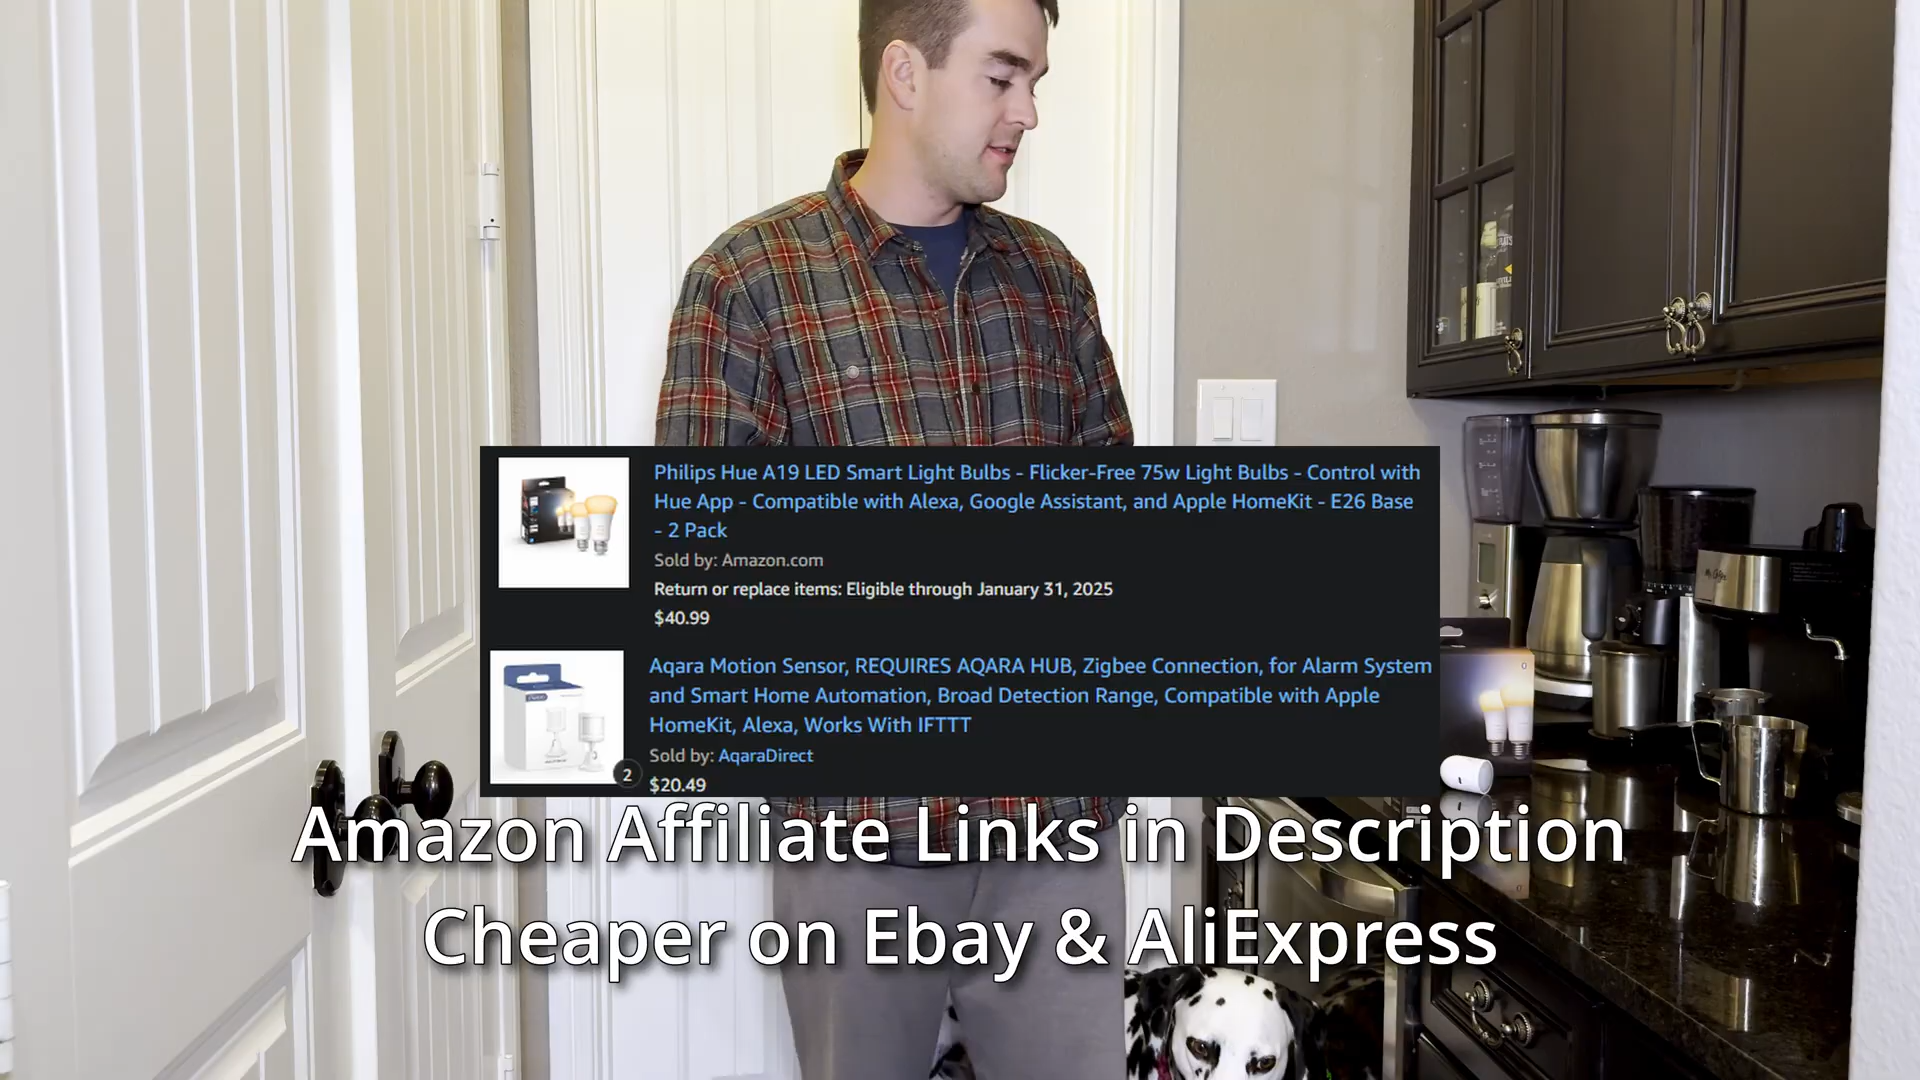 Philips Hue A19 LED Smart Light Bulbs - Flicker-Free 75w Light Bulbs - Control with
Hue App - Compatible with Alexa, Google Assistant, and Apple HomeKit - E26 Base
- 2 Pack
Sold by: Amazon.com
Return or replace items: Eligible through January 31, 2025
$40.99
Aqara Motion Sensor, REQUIRES AQARA HUB, Zigbee Connection, for Alarm System
and Smart Home Automation, Broad Detection Range, Compatible with Apple
HomeKit, Alexa, Works With IFTTT
2
Sold by: AqaraDirect
$20.49
Amazon Affiliate Links in Description
Cheaper on Ebay & AliExpress